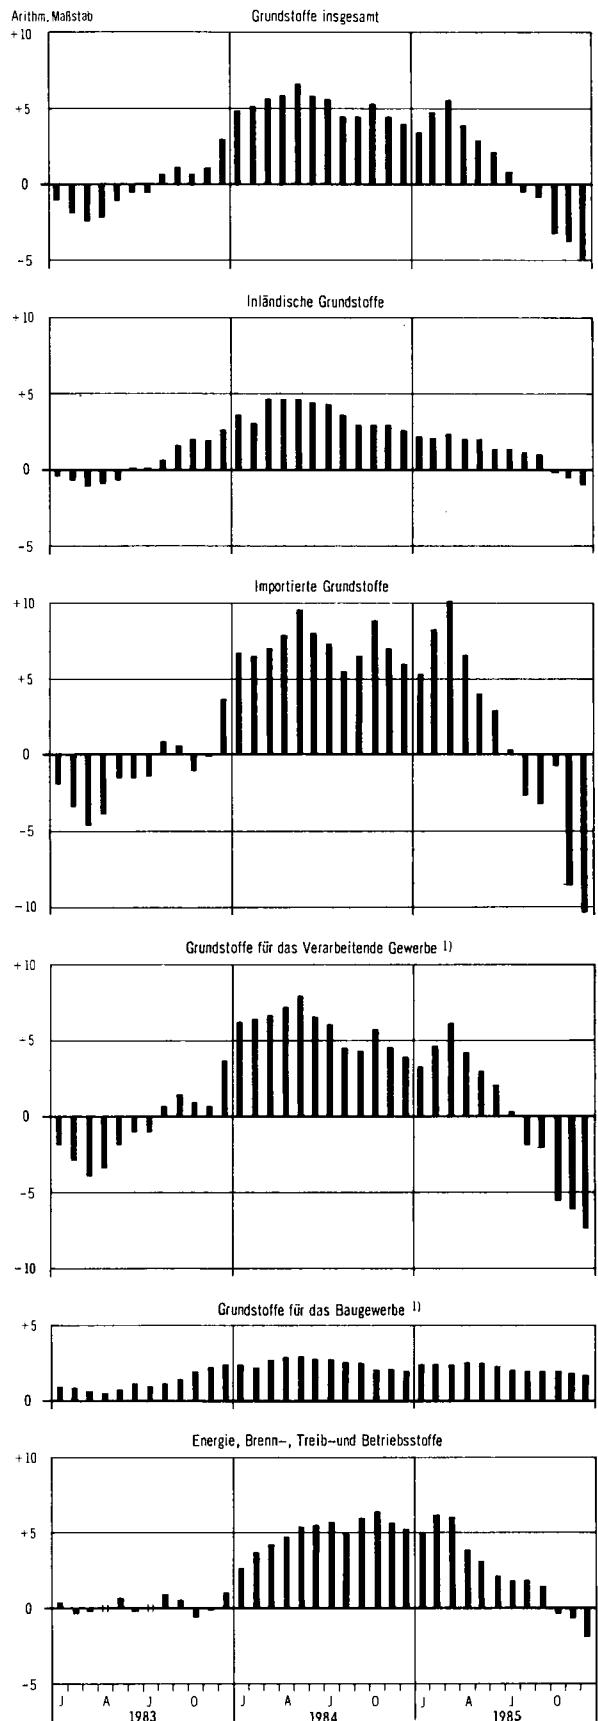 Arithm. Maßstab
Grundstoffe insgesamt
+10
+5
0
-5
Inländische Grundstoffe
+10
+5
0
-5
Importierte Grundstoffe
+10
+5
0
-5
-10
Grundstoffe für das Verarbeitende Gewerbe 1)
+10
+5
0
-5
-10
Grundstoffe für das Baugewerbe 1)
+5
0
Energie, Brenn-, Treib-und Betriebsstoffe
+10
+5
0
-5
J A J O J A J O J A J O
1983 1984 1985